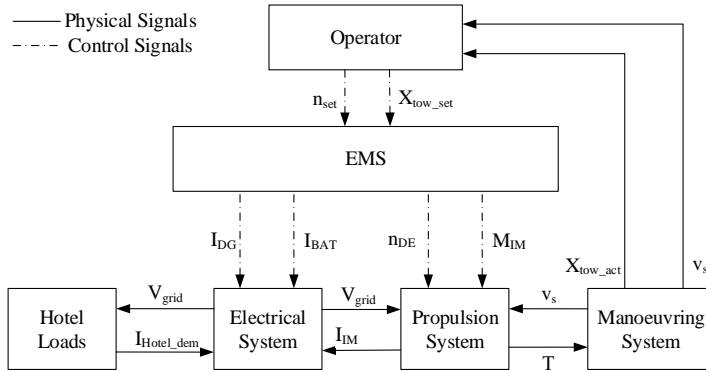 Physical Signals
Control Signals
Operator
n_set
X_tow_set
EMS
I_DG
I_BAT
n_DE
M_IM
X_tow_act
v_s
Hotel
Loads
V_grid
I_Hotel_dem
Electrical
System
V_grid
I_IM
Propulsion
System
v_s
T
Manoeuvring
System